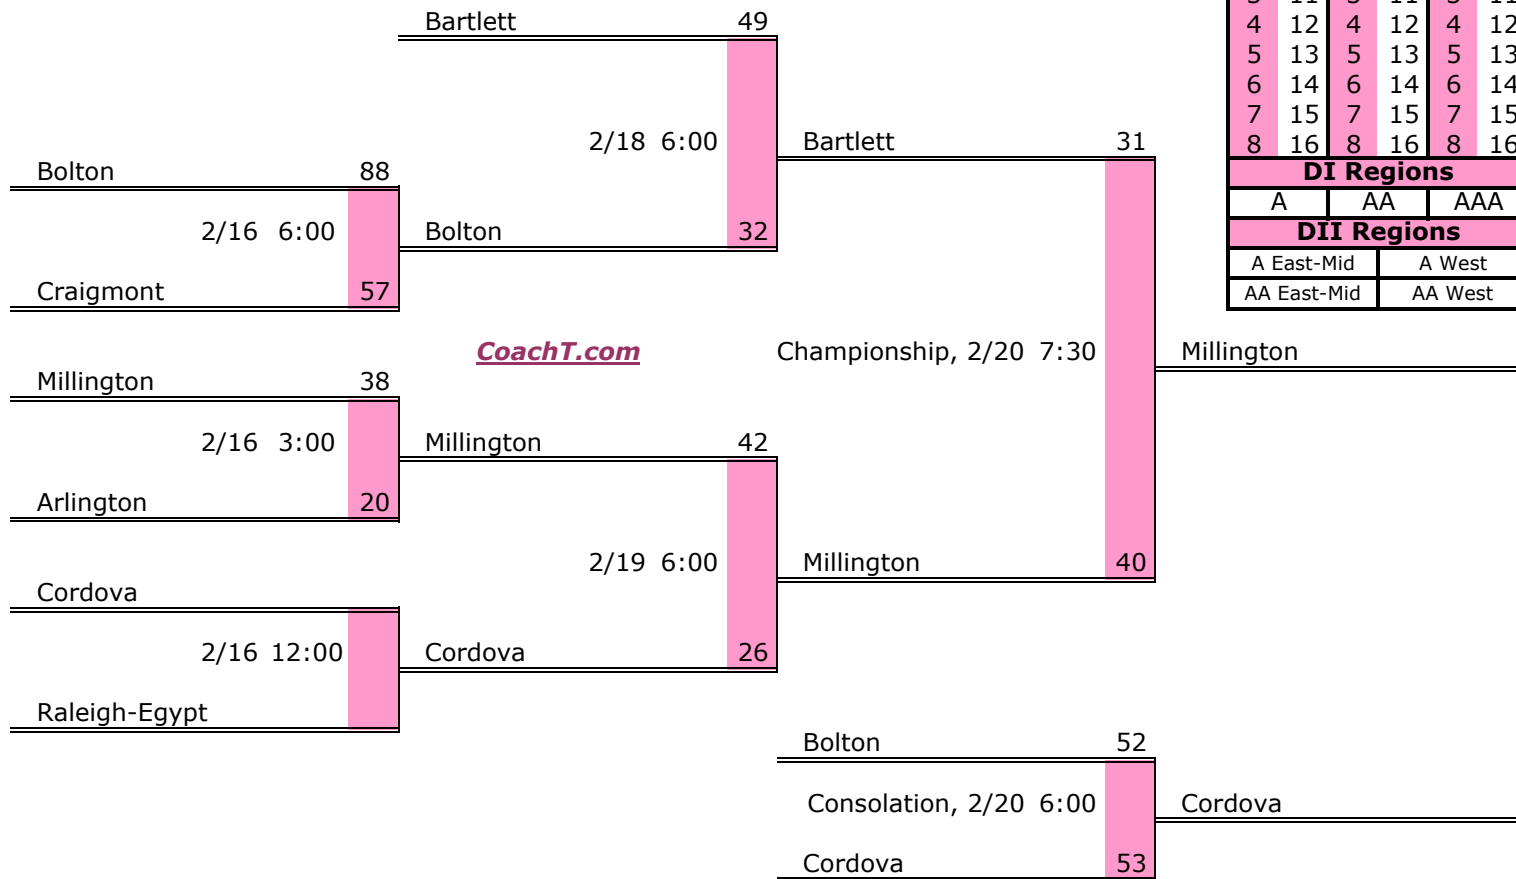 Bartlett 49
4 12 4 12 4 12
5 13 5 13 5 13
6 14 6 14 6 14
7 15 7 15 7 15
2/18 6:00 Bartlett 31
8 16 8 16 8 16
Bolton 88
DI Regions
A AA AAA
2/16 6:00 Bolton 32
DII Regions
A East-Mid A West
Craigmont 57
AA East-Mid AA West
CoachT.com
Championship, 2/20 7:30 Millington
Millington 38
2/16 3:00 Millington 42
Arlington 20
2/19 6:00 Millington 40
Cordova
2/16 12:00 Cordova 26
Raleigh-Egypt
Bolton 52
Consolation, 2/20 6:00 Cordova
Cordova 53